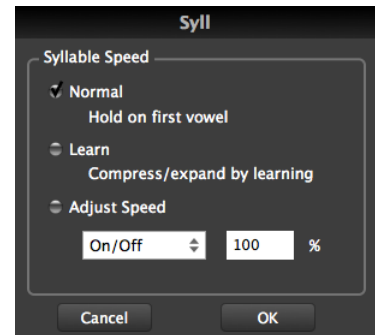 Syll
Syllable Speed
Normal
Hold on first vowel
Learn
Compress/expand by learning
Adjust Speed
On/Off 100 %
Cancel OK